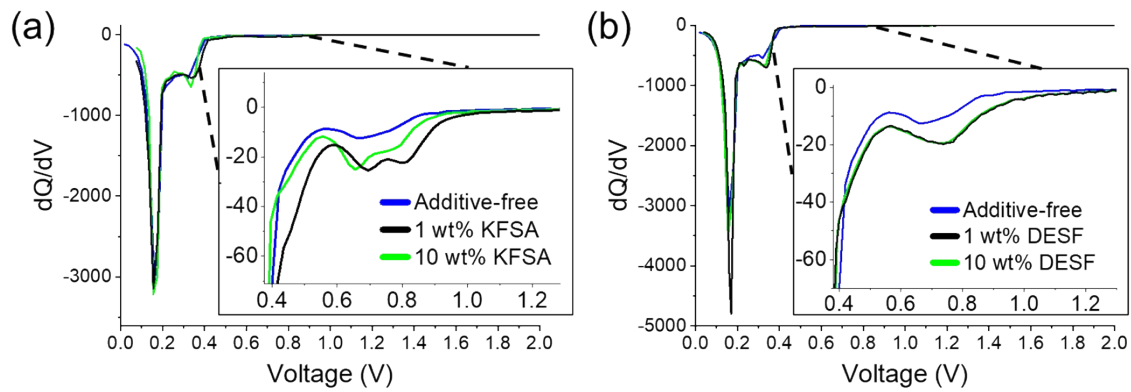 (a)
dQ/dV
0
-1000
-2000
-3000
0.0 0.2 0.4 0.6 0.8 1.0 1.2 1.4 1.6 1.8 2.0
Voltage (V)
0
-20
-40
-60
0.4 0.6 0.8 1.0 1.2
Additive-free
1 wt% KFSA
10 wt% KFSA
(b)
dQ/dV
0
-1000
-2000
-3000
-4000
-5000
0.0 0.2 0.4 0.6 0.8 1.0 1.2 1.4 1.6 1.8 2.0
Voltage (V)
0
-20
-40
-60
0.4 0.6 0.8 1.0 1.2
Additive-free
1 wt% DESF
10 wt% DESF